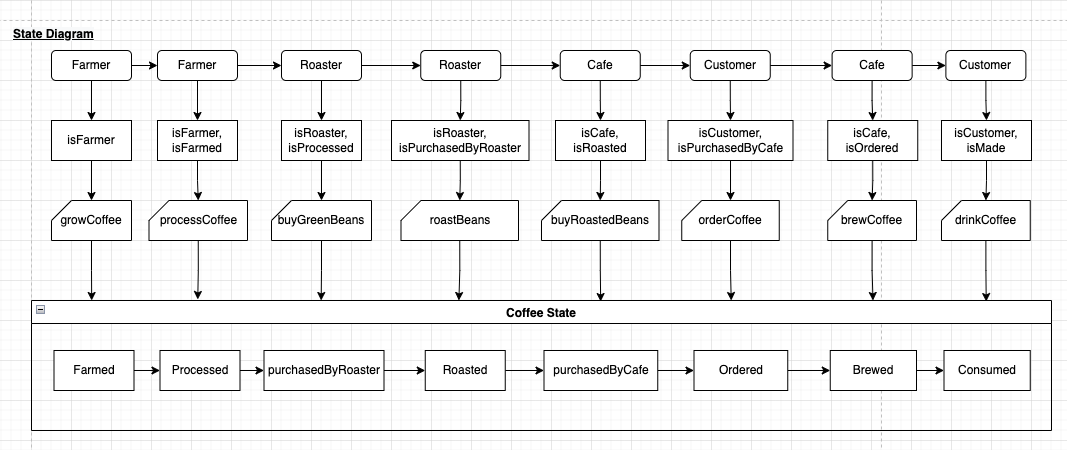 State Diagram
Farmer
Farmer
Roaster
Roaster
Cafe
Customer
Cafe
Customer
isFarmer
isFarmer,
isFarmed
isRoaster,
isProcessed
isRoaster,
isPurchasedByRoaster
isCafe,
isRoasted
isCustomer,
isPurchasedByCafe
isCafe,
isOrdered
isCustomer,
isMade
growCoffee
processCoffee
buyGreenBeans
roastBeans
buyRoastedBeans
orderCoffee
brewCoffee
drinkCoffee
Coffee State
Farmed
Processed
purchasedByRoaster
Roasted
purchasedByCafe
Ordered
Brewed
Consumed